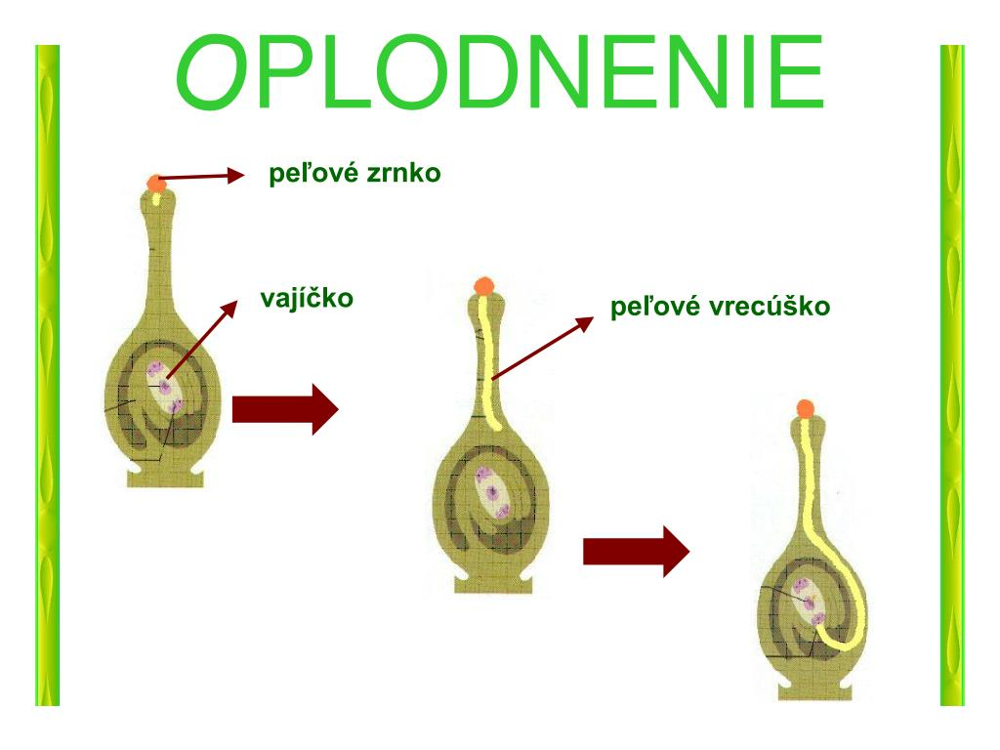 OPLODNENIE
peľové zrnko
vajíčko
peľové vrecúško